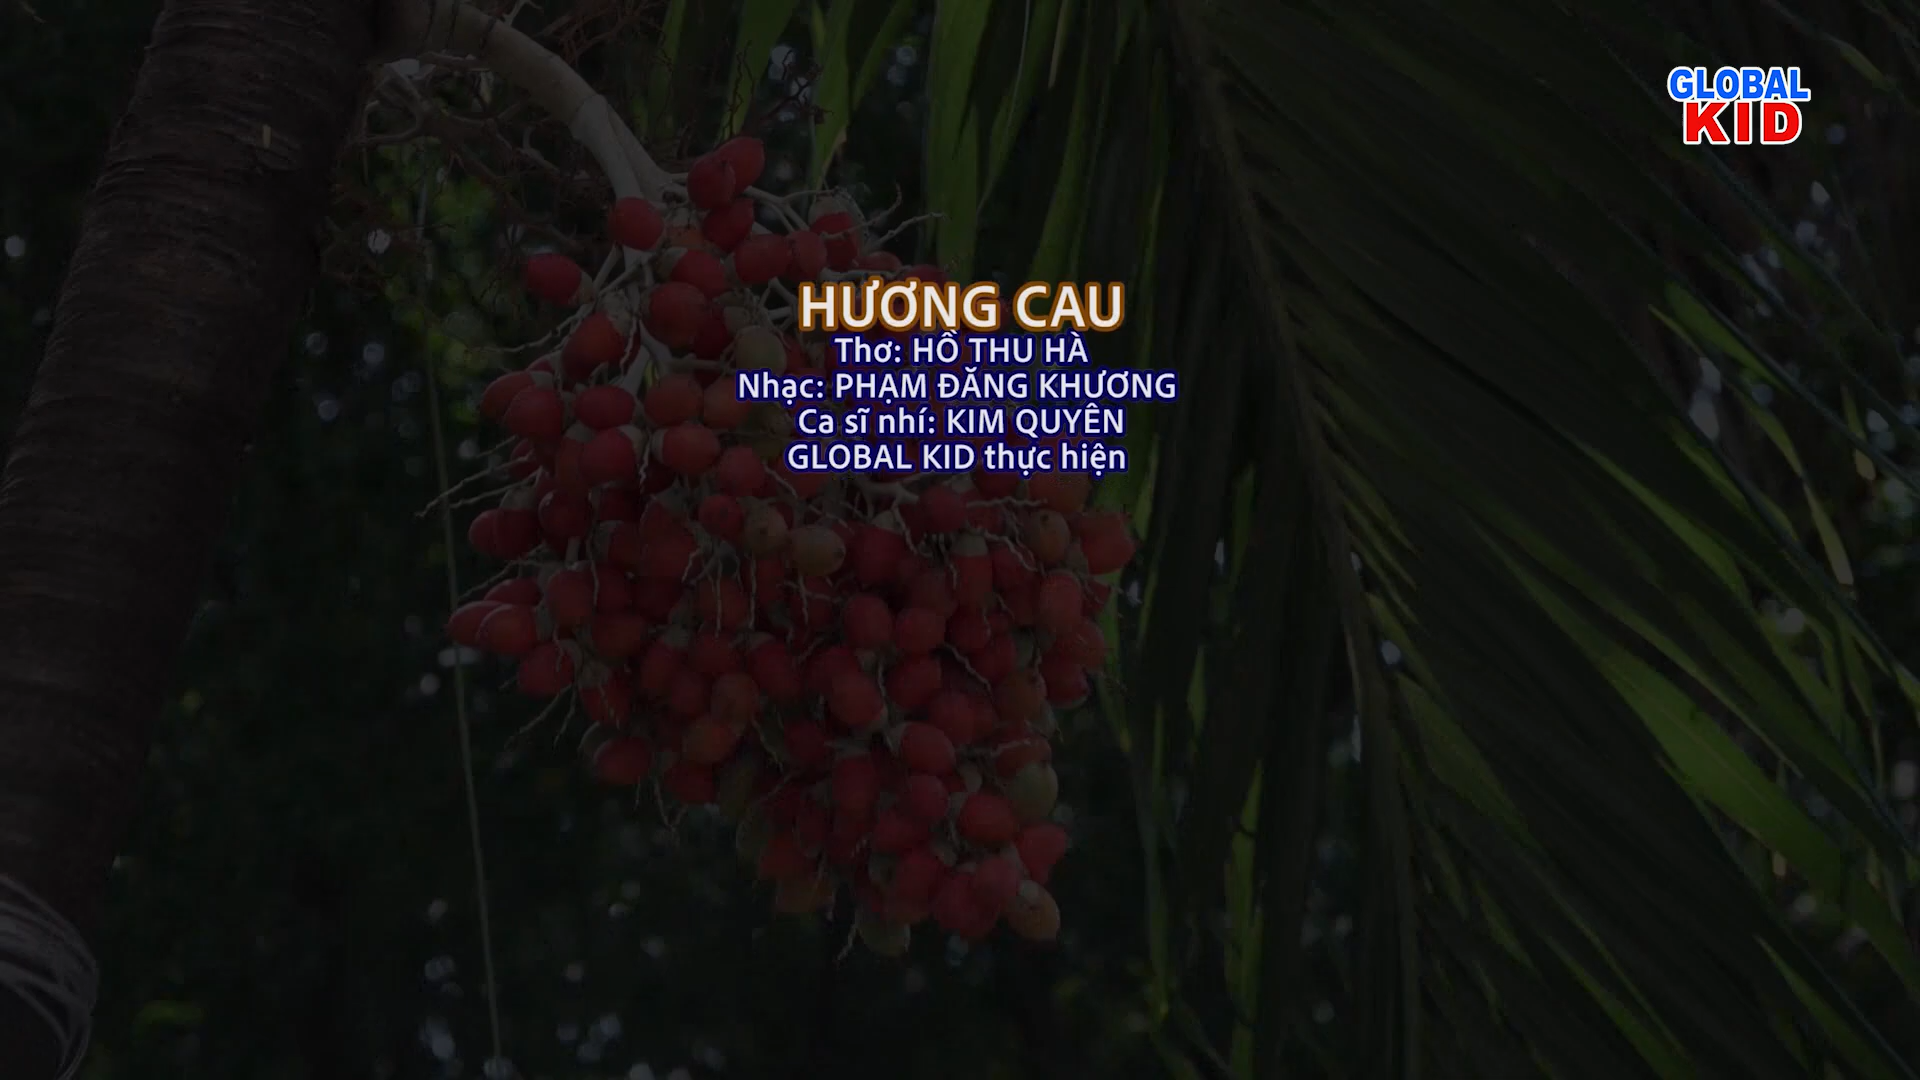 GLOBAL
KID
HƯƠNG CAU
Thơ: HỒ THU HÀ
Nhạc: PHẠM ĐĂNG KHƯƠNG
Ca sĩ nhí: KIM QUYÊN
GLOBAL KID thực hiện